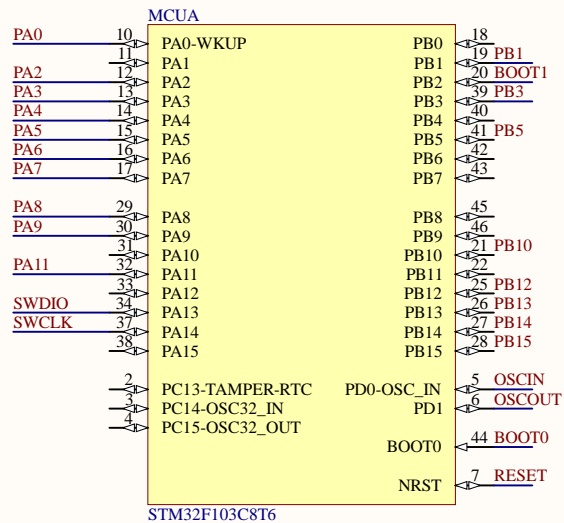 MCUA
PA0 10 PA0-WKUP PB0 18
11 PA1 PB1 19 PB1
PA2 12 PA2 PB2 20 BOOT1
PA3 13 PA3 PB3 39 PB3
PA4 14 PA4 PB4 40
PA5 15 PA5 PB5 41 PB5
PA6 16 PA6 PB6 42
PA7 17 PA7 PB7 43
PA8 29 PA8 PB8 45
PA9 30 PA9 PB9 46
31 PA10 PB10 21 PB10
PA11 32 PA11 PB11 22
33 PA12 PB12 25 PB12
SWDIO 34 PA13 PB13 26 PB13
SWCLK 37 PA14 PB14 27 PB14
38 PA15 PB15 28 PB15
2 PC13-TAMPER-RTC PD0-OSC_IN 5 OSCIN
3 PC14-OSC32_IN PD1 6 OSCOUT
4 PC15-OSC32_OUT
BOOT0 44 BOOT0
NRST 7 RESET
STM32F103C8T6